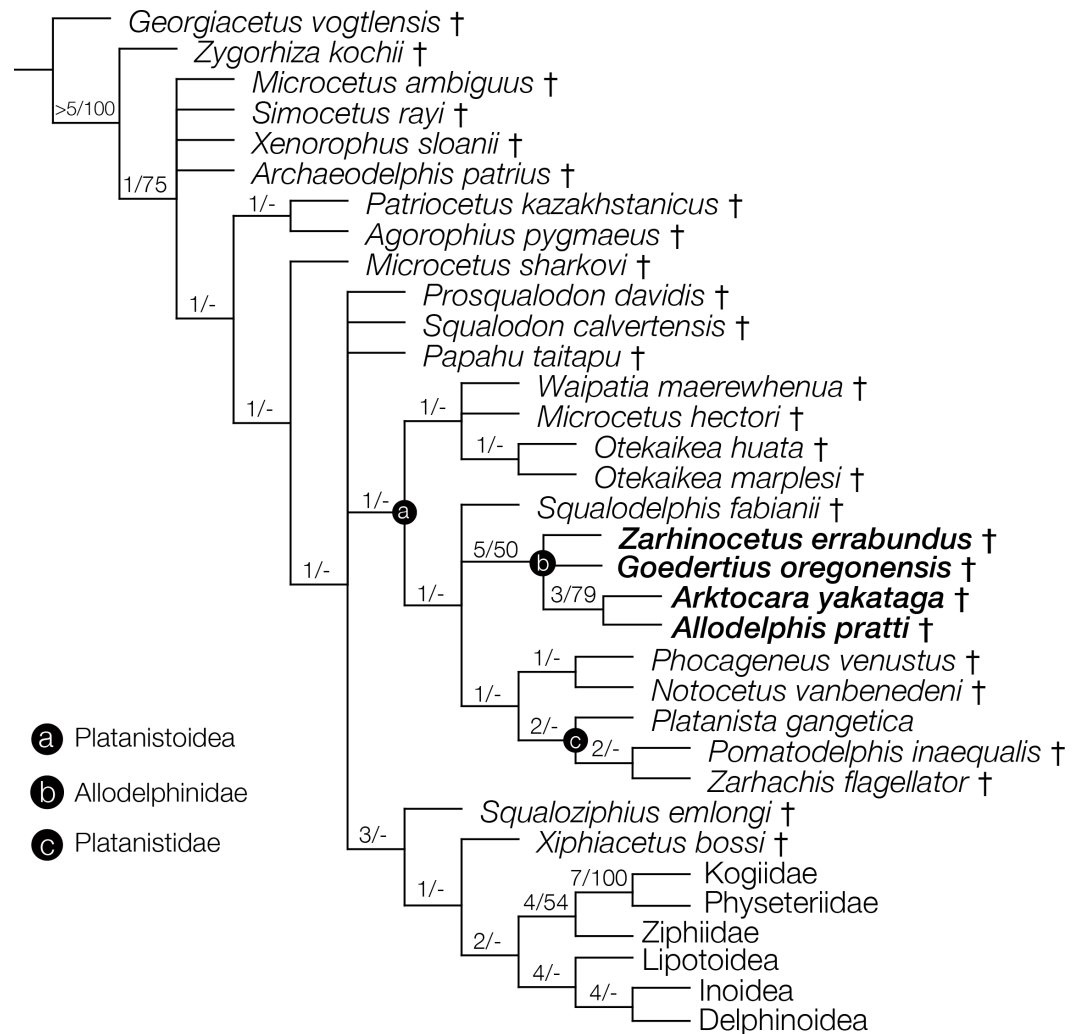 Georgiacetus vogtlensis †
Zygorhiza kochii †
>5/100
Microcetus ambiguus †
Simocetus rayi †
Xenorophus sloanii †
1/75
Archaeodelphis patrius †
1/-
Patriocetus kazakhstanicus †
Agorophius pygmaeus †
Microcetus sharkovi †
1/-
Prosqualodon davidis †
Squalodon calvertensis †
Papahu taitapu †
Waipatia maerewhenua †
1/-
1/-
Microcetus hectori †
1/-
Otekaikea huata †
Otekaikea marplesi †
1/-
a
Squalodelphis fabianii †
Zarhinocetus errabundus †
5/50
b
Goedertius oregonensis †
1/-
1/-
3/79
Arktocara yakataga †
Allodelphis pratti †
1/-
Phocageneus venustus †
1/-
Notocetus vanbenedeni †
2/-
c
Platanista gangetica
2/-
Pomatodelphis inaequalis †
Zarhachis flagellator †
a Platanistoidea
b Allodelphinidae
c Platanistidae
Squaloziphius emlongi †
3/-
Xiphiacetus bossi †
1/-
7/100
Kogiidae
4/54
Physeteriidae
2/-
Ziphiidae
4/-
Lipotoidea
4/-
Inoidea
Delphinoidea